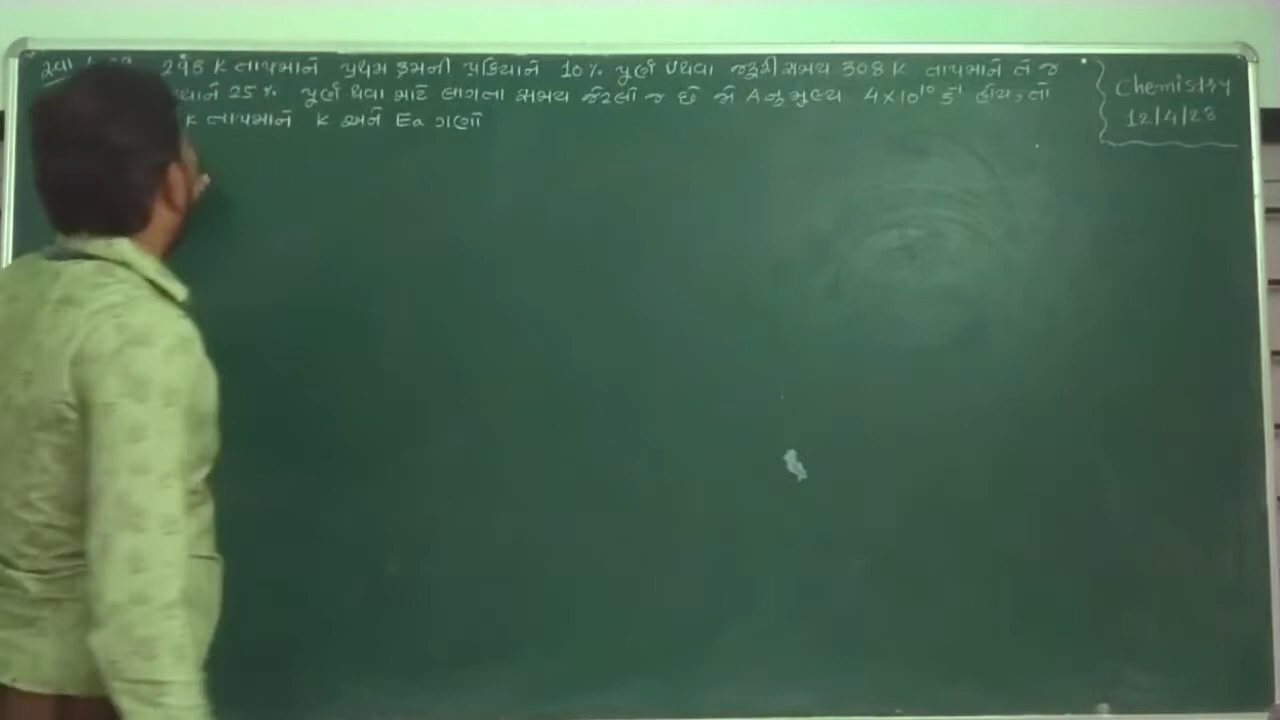 298 K તાપમાને પ્રથમ ક્રમની પ્રક્રિયાને 10% પૂર્ણ થવા જરૂરી સમય 308 K તાપમાને તે જ
25% પૂર્ણ થવા માટે લાગતા સમય જેટલો જ છે જો A નુ મુલ્ય 4×10¹⁰ s⁻¹ હોય, તો
K તાપમાને K અને Ea ગણો
Chemistry
12/4/23